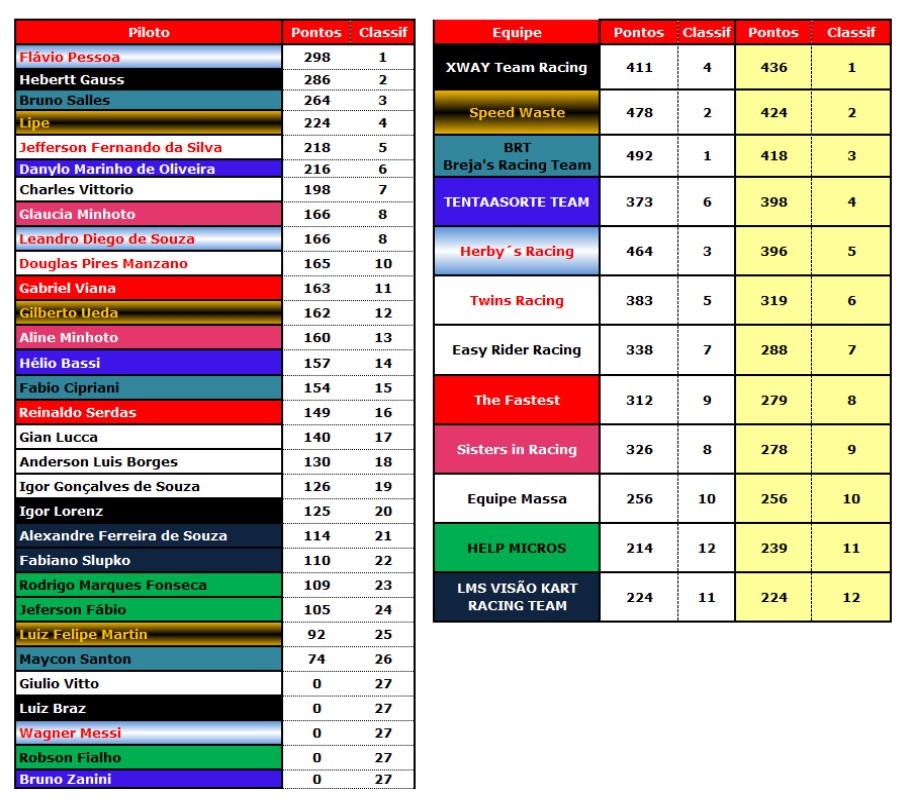 Piloto Pontos Classif
Flávio Pessoa 298 1
Hebertt Gauss 286 2
Bruno Salles 264 3
Lipe 224 4
Jefferson Fernando da Silva 218 5
Danylo Marinho de Oliveira 216 6
Charles Vittorio 198 7
Glaucia Minhoto 166 8
Leandro Diego de Souza 166 8
Douglas Pires Manzano 165 10
Gabriel Viana 163 11
Gilberto Ueda 162 12
Aline Minhoto 160 13
Hélio Bassi 157 14
Fabio Cipriani 154 15
Reinaldo Serdas 149 16
Gian Lucca 140 17
Anderson Luis Borges 130 18
Igor Gonçalves de Souza 126 19
Igor Lorenz 125 20
Alexandre Ferreira de Souza 114 21
Fabiano Slupko 110 22
Rodrigo Marques Fonseca 109 23
Jeferson Fábio 105 24
Luiz Felipe Martin 92 25
Maycon Santon 74 26
Giulio Vitto 0 27
Luiz Braz 0 27
Wagner Messi 0 27
Robson Fialho 0 27
Bruno Zanini 0 27
Equipe Pontos Classif Pontos Classif
XWAY Team Racing 411 4 436 1
Speed Waste 478 2 424 2
BRT
Breja's Racing Team 492 1 418 3
TENTAASORTE TEAM 373 6 398 4
Herby´s Racing 464 3 396 5
Twins Racing 383 5 319 6
Easy Rider Racing 338 7 288 7
The Fastest 312 9 279 8
Sisters in Racing 326 8 278 9
Equipe Massa 256 10 256 10
HELP MICROS 214 12 239 11
LMS VISÃO KART
RACING TEAM 224 11 224 12